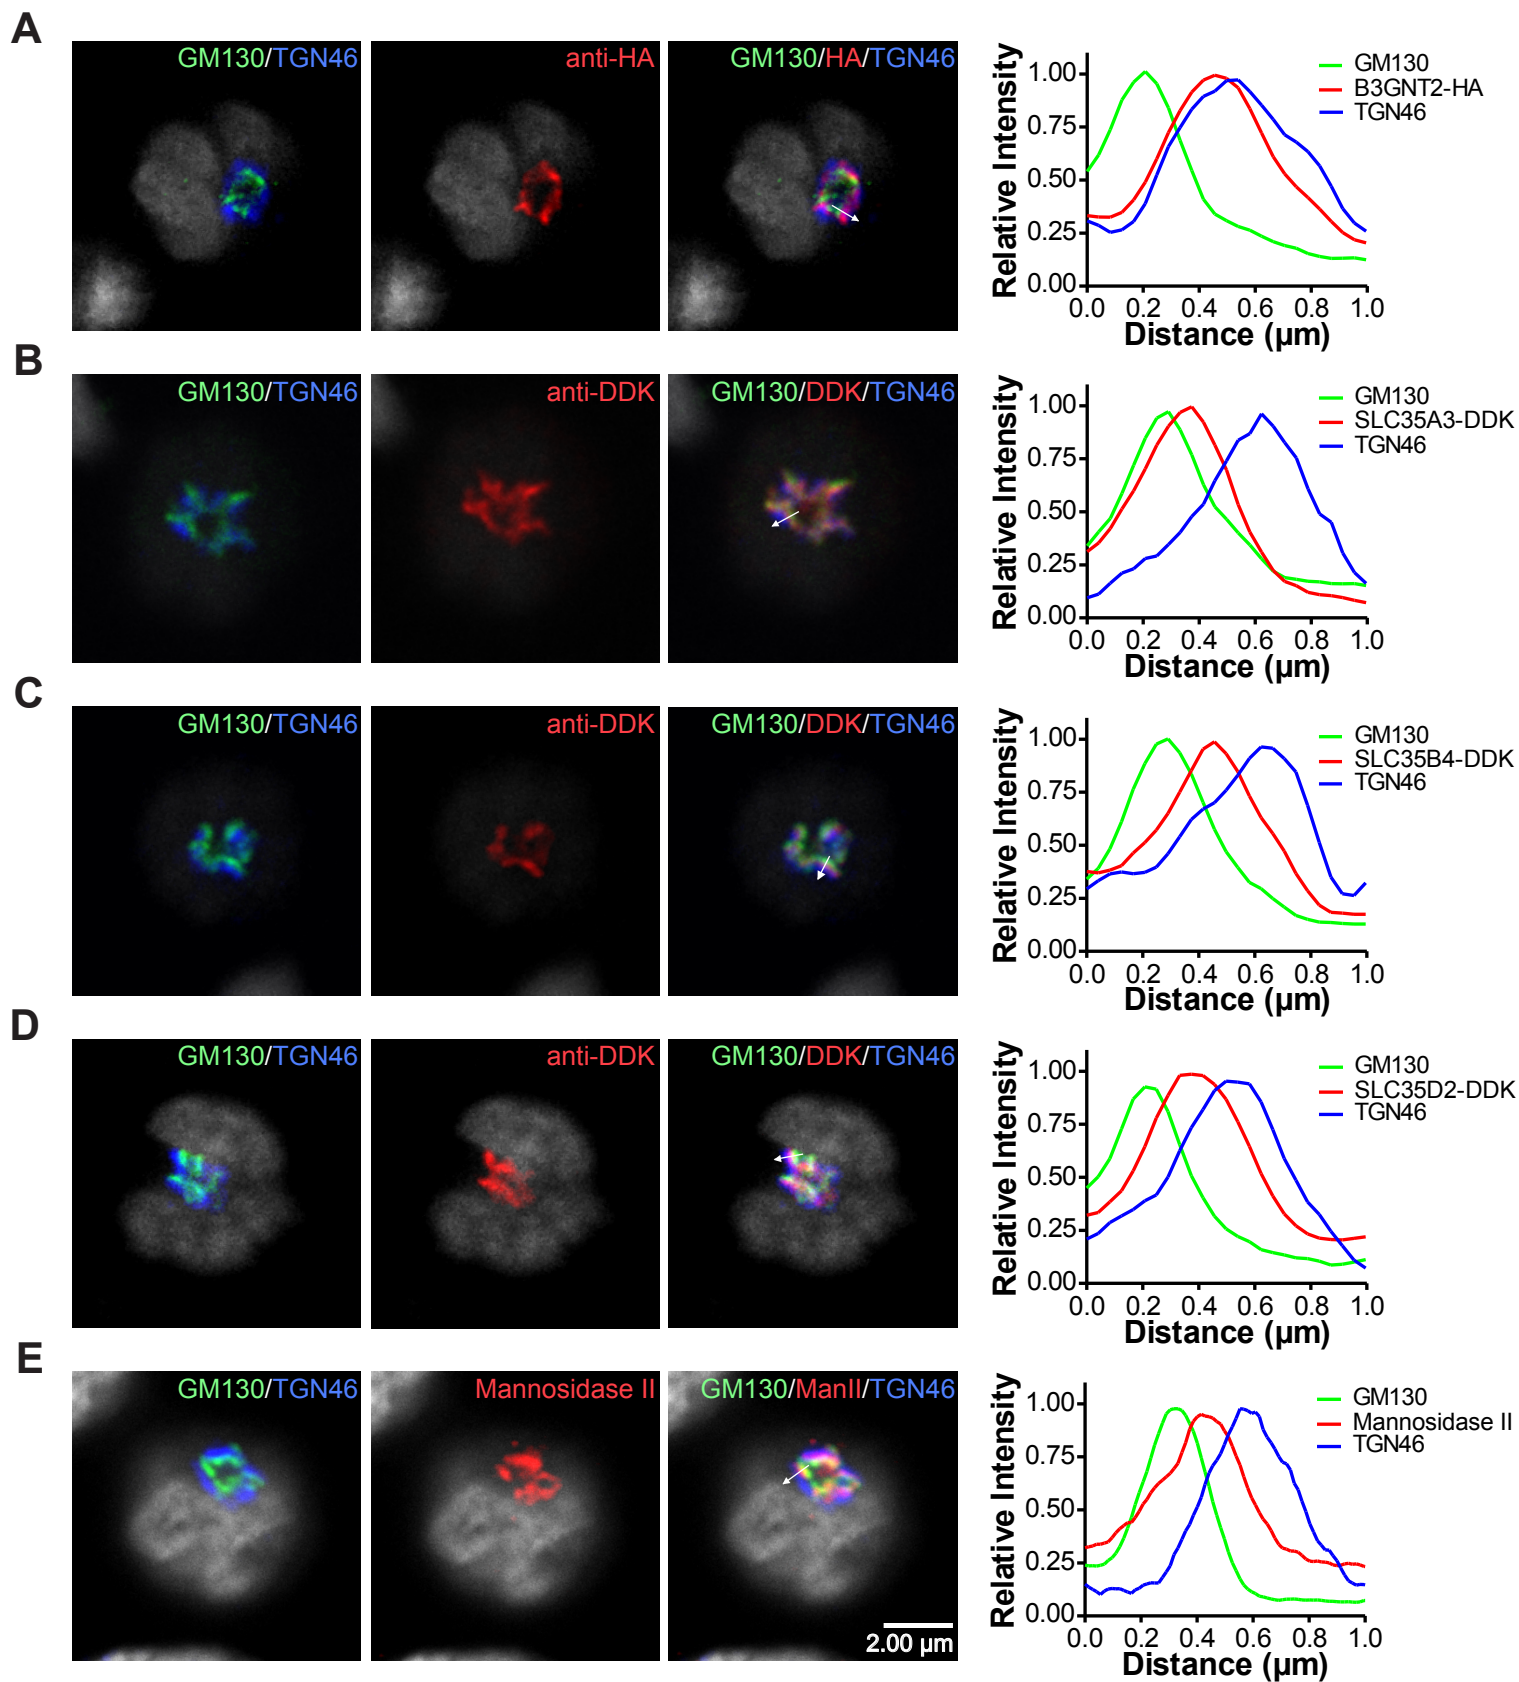 A
GM130/TGN46
anti-HA
GM130/HA/TGN46
Relative Intensity
1.00
0.75
0.50
0.25
0.00
0.0 0.2 0.4 0.6 0.8 1.0
Distance (µm)
GM130
B3GNT2-HA
TGN46
B
GM130/TGN46
anti-DDK
GM130/DDK/TGN46
Relative Intensity
1.00
0.75
0.50
0.25
0.00
0.0 0.2 0.4 0.6 0.8 1.0
Distance (µm)
GM130
SLC35A3-DDK
TGN46
C
GM130/TGN46
anti-DDK
GM130/DDK/TGN46
Relative Intensity
1.00
0.75
0.50
0.25
0.00
0.0 0.2 0.4 0.6 0.8 1.0
Distance (µm)
GM130
SLC35B4-DDK
TGN46
D
GM130/TGN46
anti-DDK
GM130/DDK/TGN46
Relative Intensity
1.00
0.75
0.50
0.25
0.00
0.0 0.2 0.4 0.6 0.8 1.0
Distance (µm)
GM130
SLC35D2-DDK
TGN46
E
GM130/TGN46
Mannosidase II
GM130/ManII/TGN46
2.00 µm
Relative Intensity
1.00
0.75
0.50
0.25
0.00
0.0 0.2 0.4 0.6 0.8 1.0
Distance (µm)
GM130
Mannosidase II
TGN46